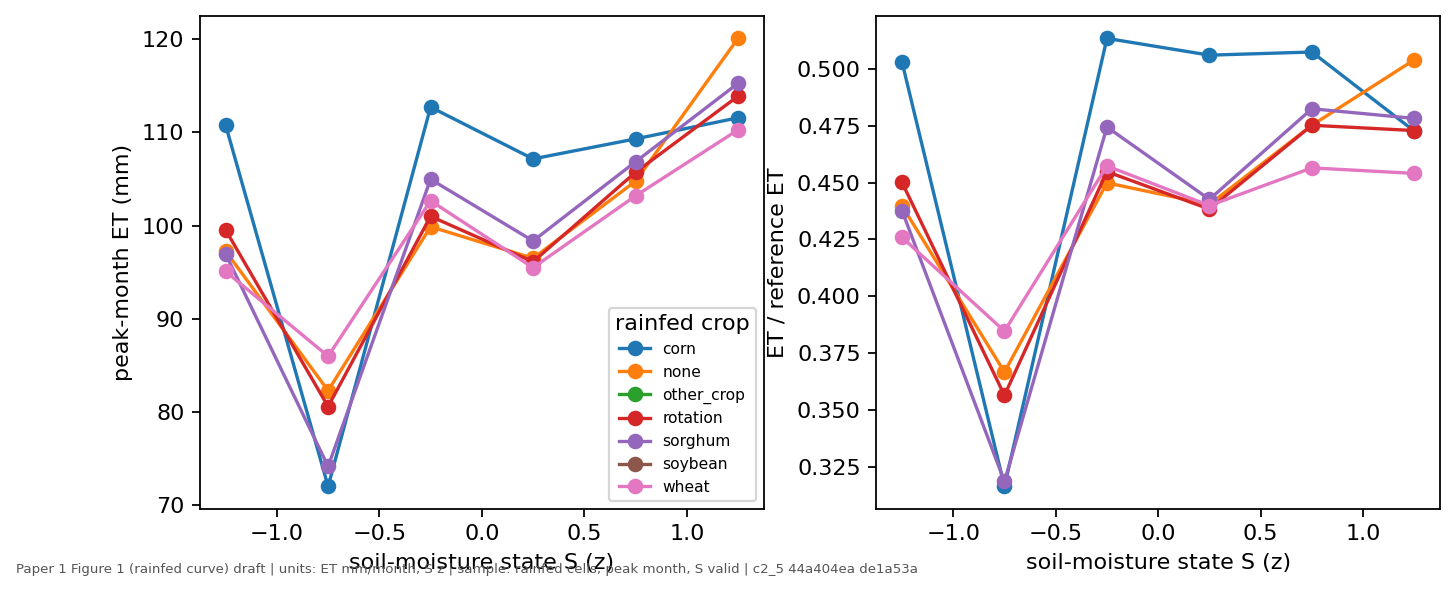 120
110
100
90
80
70
peak-month ET (mm)
−1.0
−0.5
0.0
0.5
1.0
soil-moisture state S (z)
rainfed crop
corn
none
other_crop
rotation
sorghum
soybean
wheat
0.500
0.475
0.450
0.425
0.400
0.375
0.350
0.325
ET / reference ET
−1.0
−0.5
0.0
0.5
1.0
soil-moisture state S (z)
Paper 1 Figure 1 (rainfed curve) draft | units: ET mm/month, S z | sample: rainfed cells, peak month, S valid | c2_5 44a404ea de1a53a